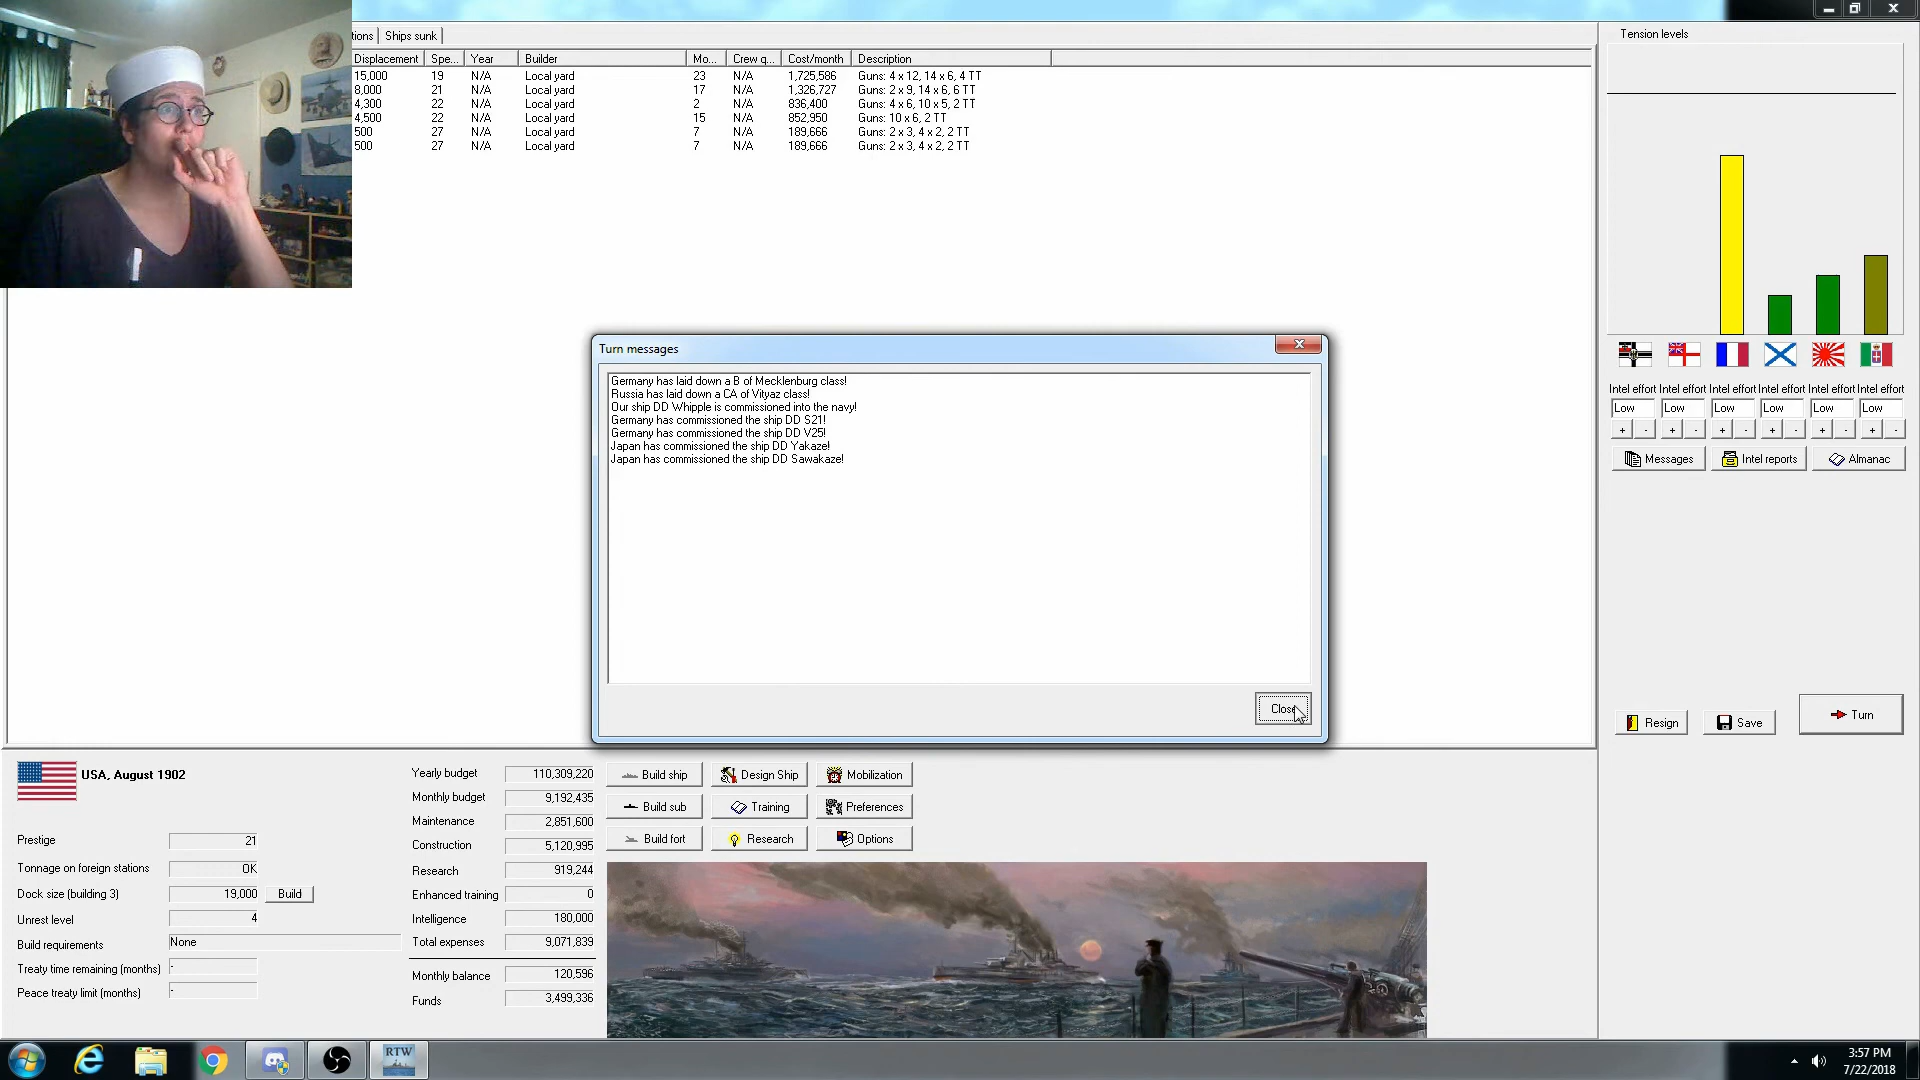 tions Ships sunk
Displacement Spe... Year Builder Mo... Crew q... Cost/month Description
15,000 19 N/A Local yard 23 N/A 1,725,586 Guns: 4 x 12, 14 x 6, 4 TT
8,000 21 N/A Local yard 17 N/A 1,326,727 Guns: 2 x 9, 14 x 6, 6 TT
4,300 22 N/A Local yard 2 N/A 836,400 Guns: 4 x 6, 10 x 5, 2 TT
4,500 22 N/A Local yard 15 N/A 852,950 Guns: 10 x 6, 2 TT
500 27 N/A Local yard 7 N/A 189,666 Guns: 2 x 3, 4 x 2, 2 TT
500 27 N/A Local yard 7 N/A 189,666 Guns: 2 x 3, 4 x 2, 2 TT
Tension levels
Intel effort Intel effort Intel effort Intel effort Intel effort Intel effort
Low Low Low Low Low Low
+ - + - + - + - + - + -
Messages Intel reports Almanac
Resign Save Turn
Turn messages
Germany has laid down a B of Mecklenburg class!
Russia has laid down a CA of Vityaz class!
Our ship DD Whipple is commissioned into the navy!
Germany has commissioned the ship DD S21!
Germany has commissioned the ship DD V25!
Japan has commissioned the ship DD Yakaze!
Japan has commissioned the ship DD Sawakaze!
Close
USA, August 1902
Prestige 21
Tonnage on foreign stations OK
Dock size (building 3) 19,000 Build
Unrest level 4
Build requirements None
Treaty time remaining (months) -
Peace treaty limit (months) -
Yearly budget 110,309,220
Monthly budget 9,192,435
Maintenance 2,851,600
Construction 5,120,995
Research 919,244
Enhanced training 0
Intelligence 180,000
Total expenses 9,071,839
Monthly balance 120,596
Funds 3,499,336
Build ship Design Ship Mobilization
Build sub Training Preferences
Build fort Research Options
RTW
3:57 PM
7/22/2018